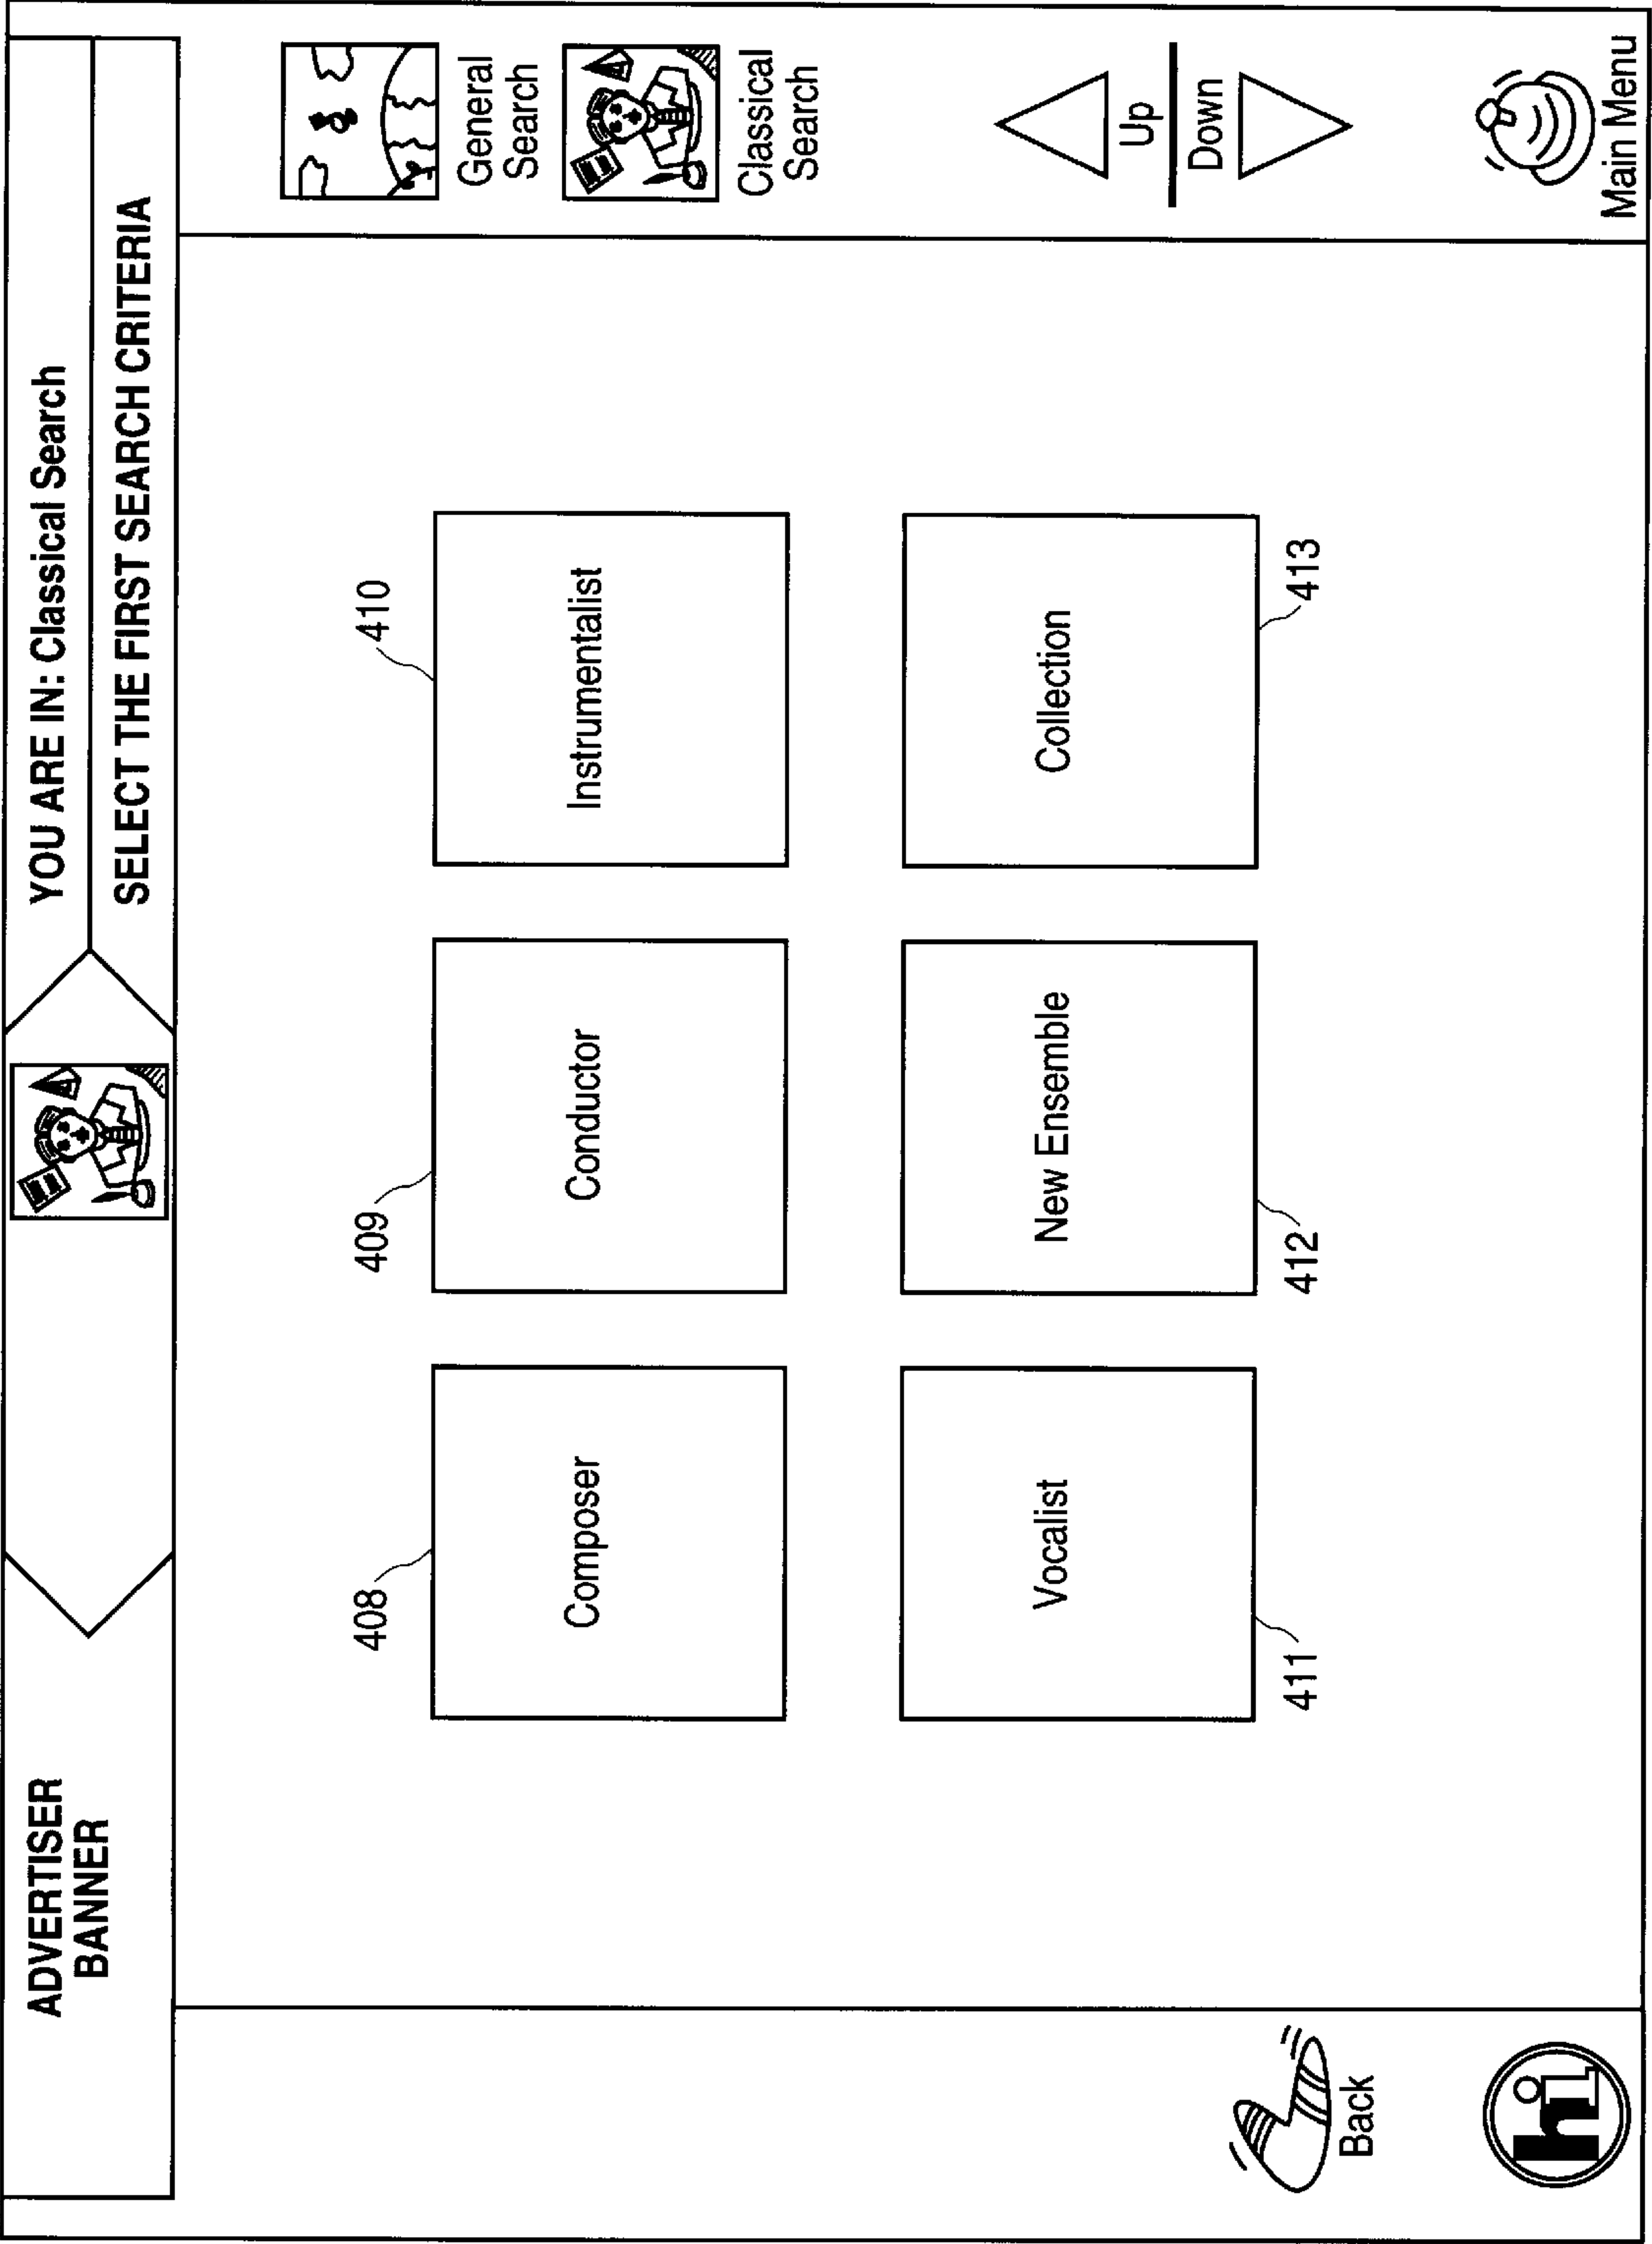 ADVERTISER
BANNER
YOU ARE IN: Classical Search
SELECT THE FIRST SEARCH CRITERIA
408
409
410
Composer
Conductor
Instrumentalist
Vocalist
New Ensemble
Collection
411
412
413
General
Search
Classical
Search
Up
Down
Main Menu
Back
hi